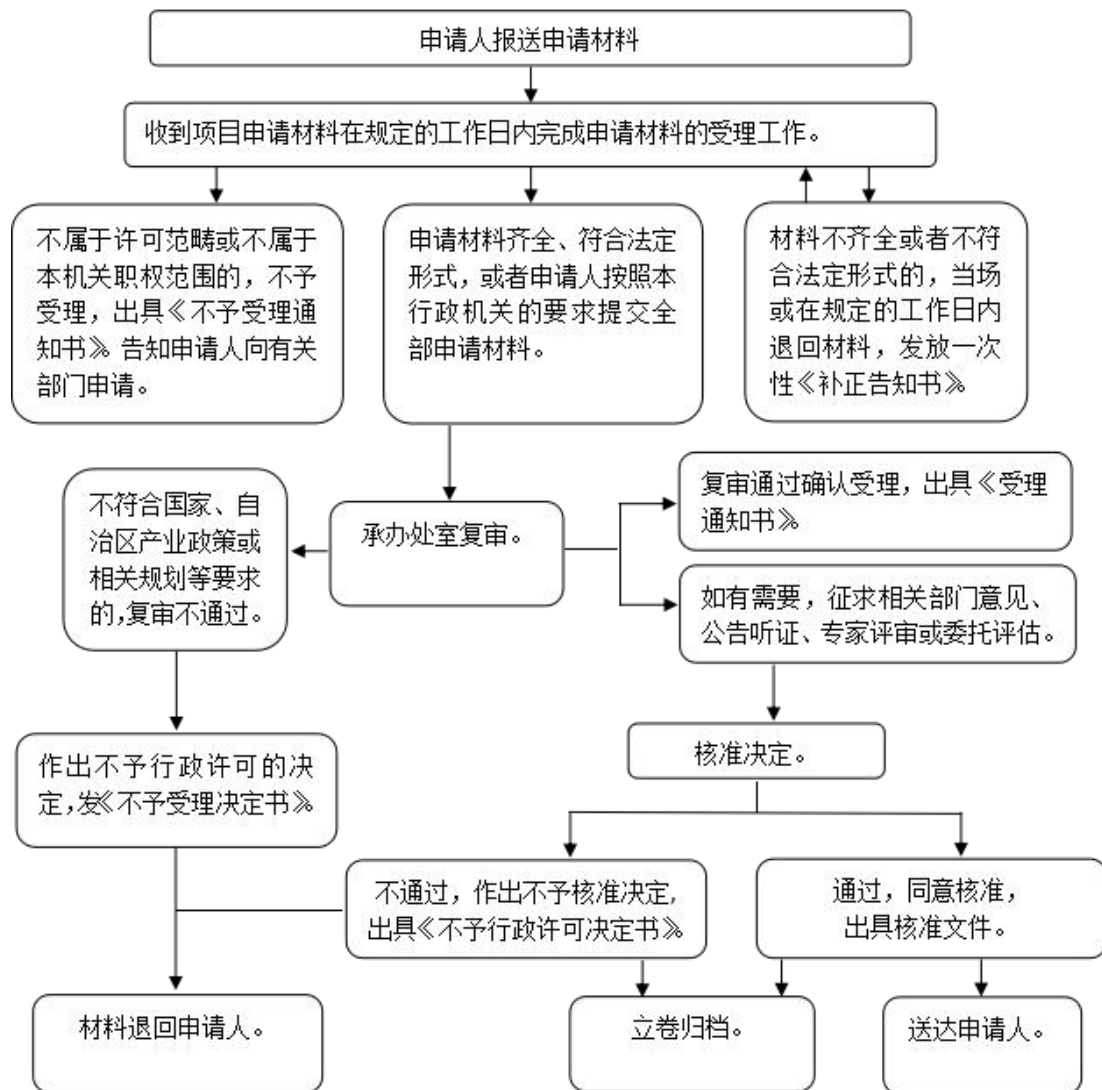 申请人报送申请材料
收到项目申请材料在规定的工作日内完成申请材料的受理工作。
不属于许可范畴或不属于
本机关职权范围的，不予
受理，出具《不予受理通
知书》。告知申请人向有关
部门申请。
申请材料齐全、符合法定
形式，或者申请人按照本
行政机关的要求提交全
部申请材料。
材料不齐全或者不符
合法定形式的，当场
或在规定的工作日内
退回材料，发放一次
性《补正告知书》。
不符合国家、自
治区产业政策或
相关规划等要求
的，复审不通过。
承办处室复审。
复审通过确认受理，出具《受理
通知书》。
如有需要，征求相关部门意见、
公告听证、专家评审或委托评估。
作出不予行政许可的决
定，发《不予受理决定书》。
核准决定。
不通过，作出不予核准决定，
出具《不予行政许可决定书》。
通过，同意核准，
出具核准文件。
材料退回申请人。
立卷归档。
送达申请人。